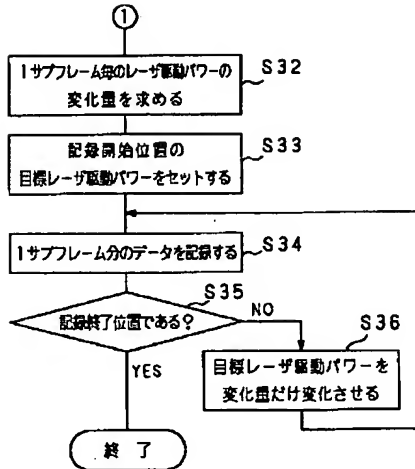 ①
1サブフレーム毎のレーザ駆動パワーの
変化量を求める
S32
記録開始位置の
目標レーザ駆動パワーをセットする
S33
1サブフレーム分のデータを記録する
S34
記録終了位置である?
S35
NO
YES
S36
目標レーザ駆動パワーを
変化量だけ変化させる
終了